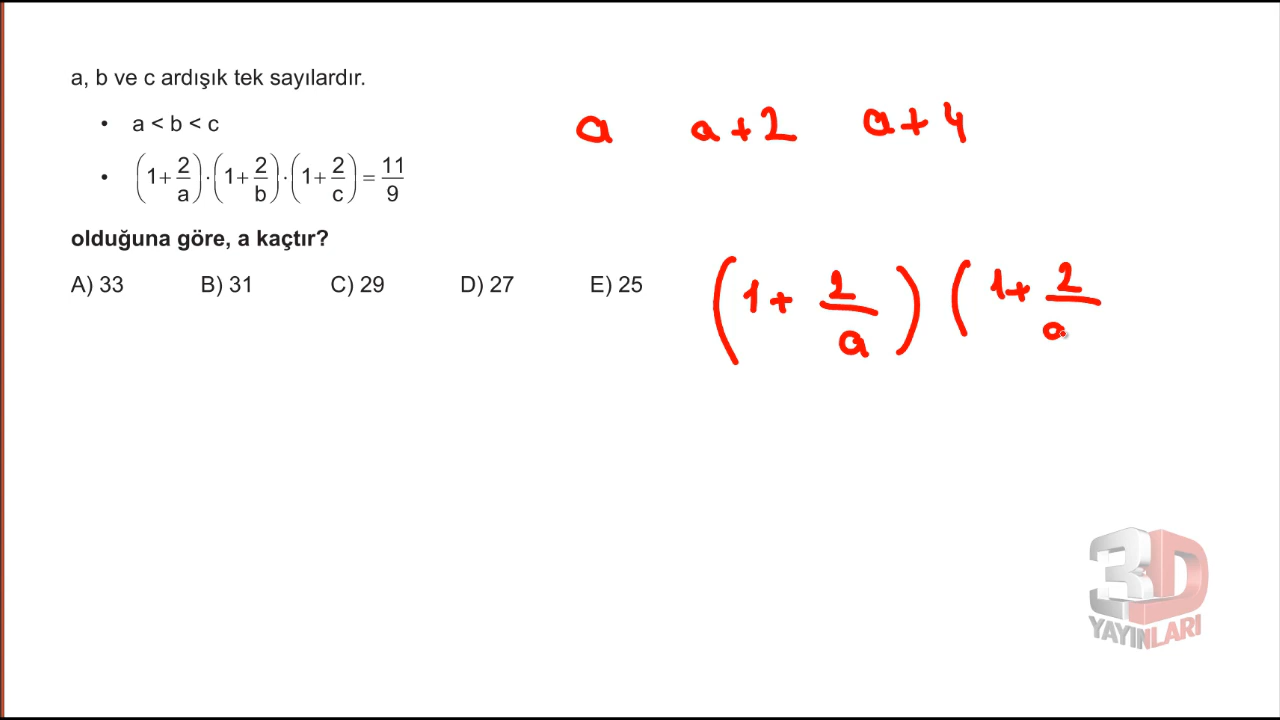 a, b ve c ardışık tek sayılardır.
• a < b < c
• (1+2/a)·(1+2/b)·(1+2/c)=11/9
olduğuna göre, a kaçtır?
A) 33 B) 31 C) 29 D) 27 E) 25
a a+2 a+4
(1+2/a)(1+2/a
3D
YAYINLARI